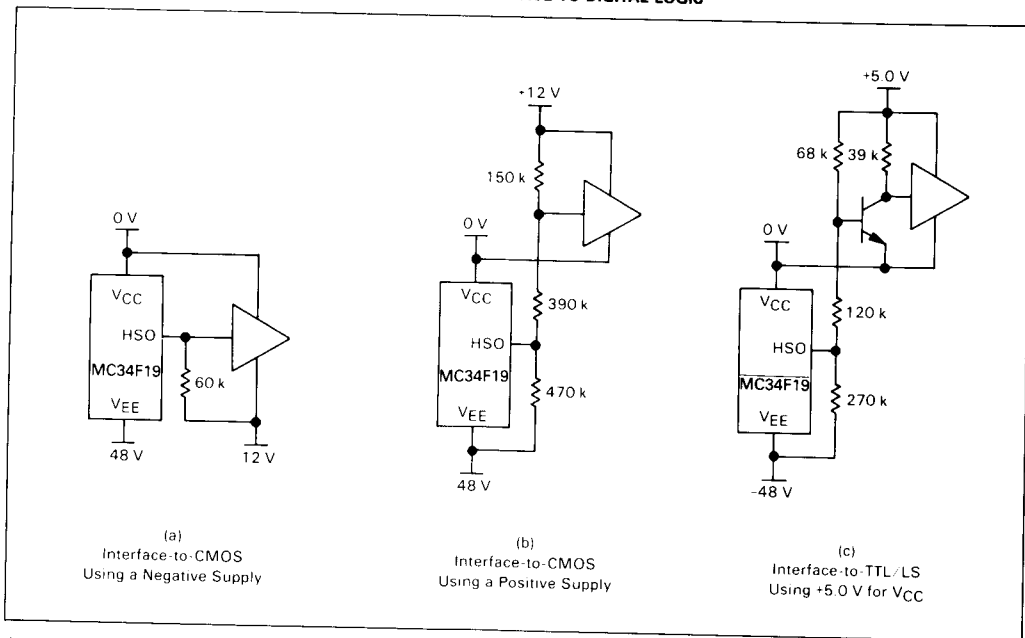 TO DIGITAL LOGIC
0 V
VCC
HSO
MC34F19
VEE
48 V
60 k
12 V
(a)
Interface-to-CMOS
Using a Negative Supply
+12 V
150 k
0 V
VCC
390 k
HSO
MC34F19
470 k
VEE
48 V
(b)
Interface-to-CMOS
Using a Positive Supply
+5.0 V
68 k
39 k
0 V
VCC
120 k
HSO
MC34F19
270 k
VEE
-48 V
(c)
Interface-to-TTL/LS
Using +5.0 V for VCC